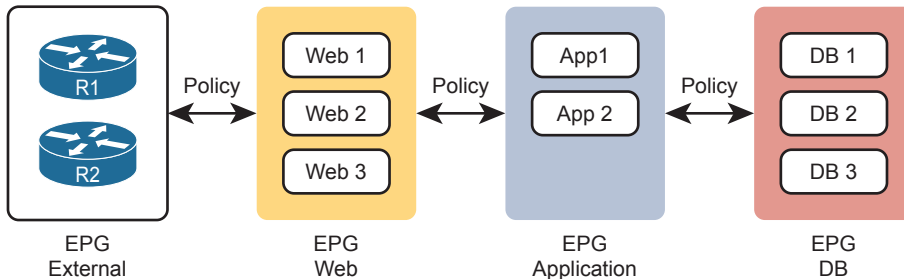 R1
R2
Policy
Web 1
Web 2
Web 3
Policy
App1
App 2
Policy
DB 1
DB 2
DB 3
EPG
External
EPG
Web
EPG
Application
EPG
DB